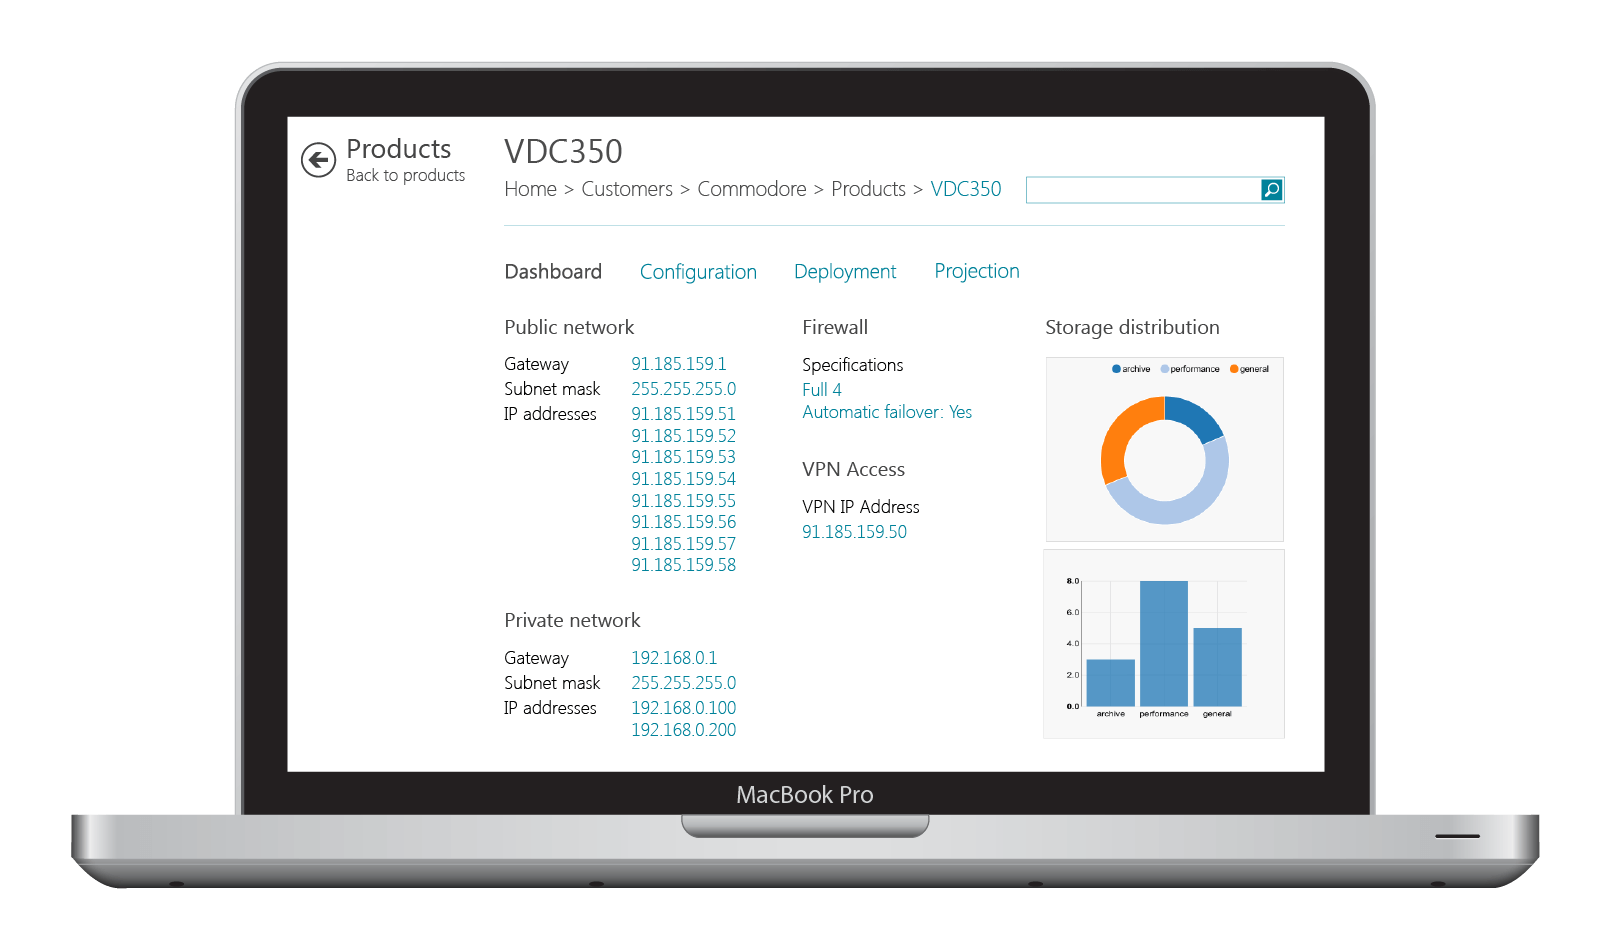 Products
Back to products
VDC350
Home > Customers > Commodore > Products > VDC350
Dashboard Configuration Deployment Projection
Public network
Gateway 91.185.159.1
Subnet mask 255.255.255.0
IP addresses 91.185.159.51
91.185.159.52
91.185.159.53
91.185.159.54
91.185.159.55
91.185.159.56
91.185.159.57
91.185.159.58
Private network
Gateway 192.168.0.1
Subnet mask 255.255.255.0
IP addresses 192.168.0.100
192.168.0.200
Firewall
Specifications
Full 4
Automatic failover: Yes
VPN Access
VPN IP Address
91.185.159.50
Storage distribution
archive performance general
8.0
6.0
4.0
2.0
0.0
archive performance general
MacBook Pro